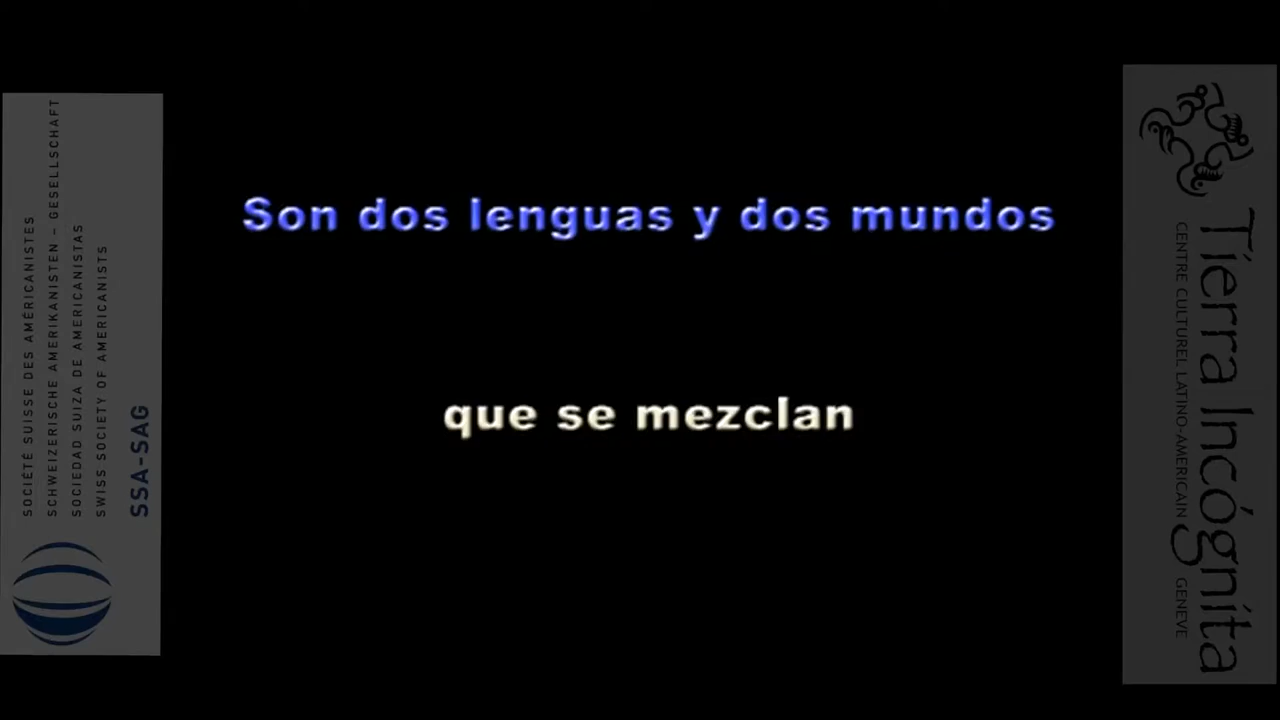 SOCIÉTÉ SUISSE DES AMÉRICANISTES
SCHWEIZERISCHE AMERIKANISTEN – GESELLSCHAFT
SOCIEDAD SUIZA DE AMERICANISTAS
SWISS SOCIETY OF AMERICANISTS
SSA-SAG
Son dos lenguas y dos mundos
que se mezclan
Tierra Incógnita
CENTRE CULTUREL LATINO-AMERICAIN GENEVE